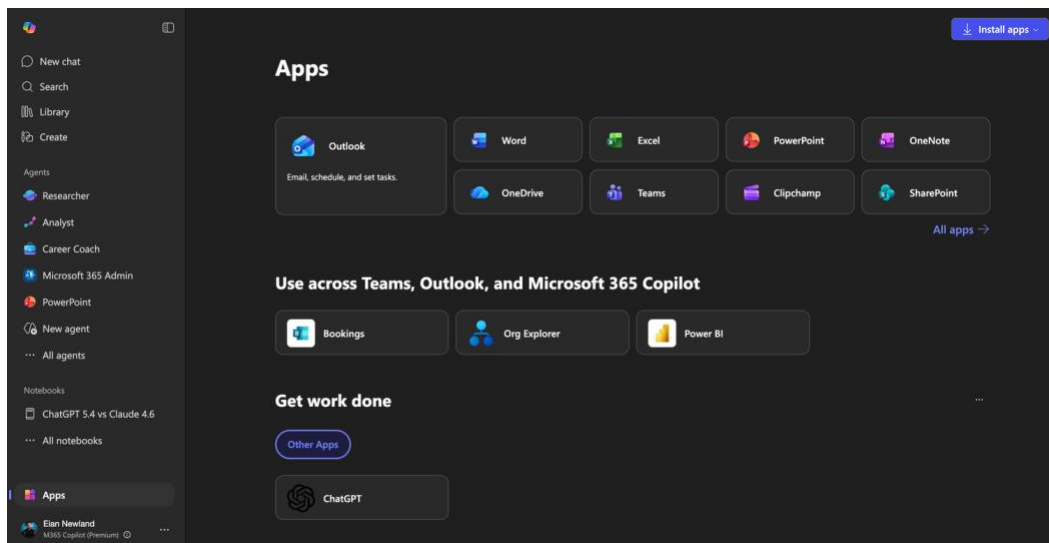 New chat
Search
Library
Create
Agents
Researcher
Analyst
Career Coach
Microsoft 365 Admin
PowerPoint
New agent
All agents
Notebooks
ChatGPT 5.4 vs Claude 4.6
All notebooks
Apps
Eian Newland
M365 Copilot (Premium)
Install apps
Apps
Outlook
Email, schedule, and set tasks.
Word
Excel
PowerPoint
OneNote
OneDrive
Teams
Clipchamp
SharePoint
All apps →
Use across Teams, Outlook, and Microsoft 365 Copilot
Bookings
Org Explorer
Power BI
Get work done
Other Apps
ChatGPT